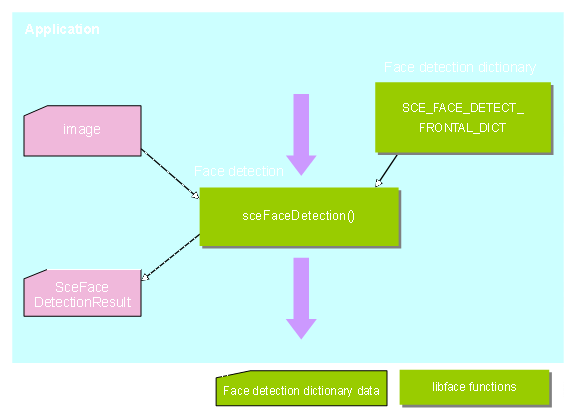 Application
Face detection dictionary
SCE_FACE_DETECT_
FRONTAL_DICT
image
Face detection
sceFaceDetection()
SceFace
DetectionResult
Face detection dictionary data
libface functions